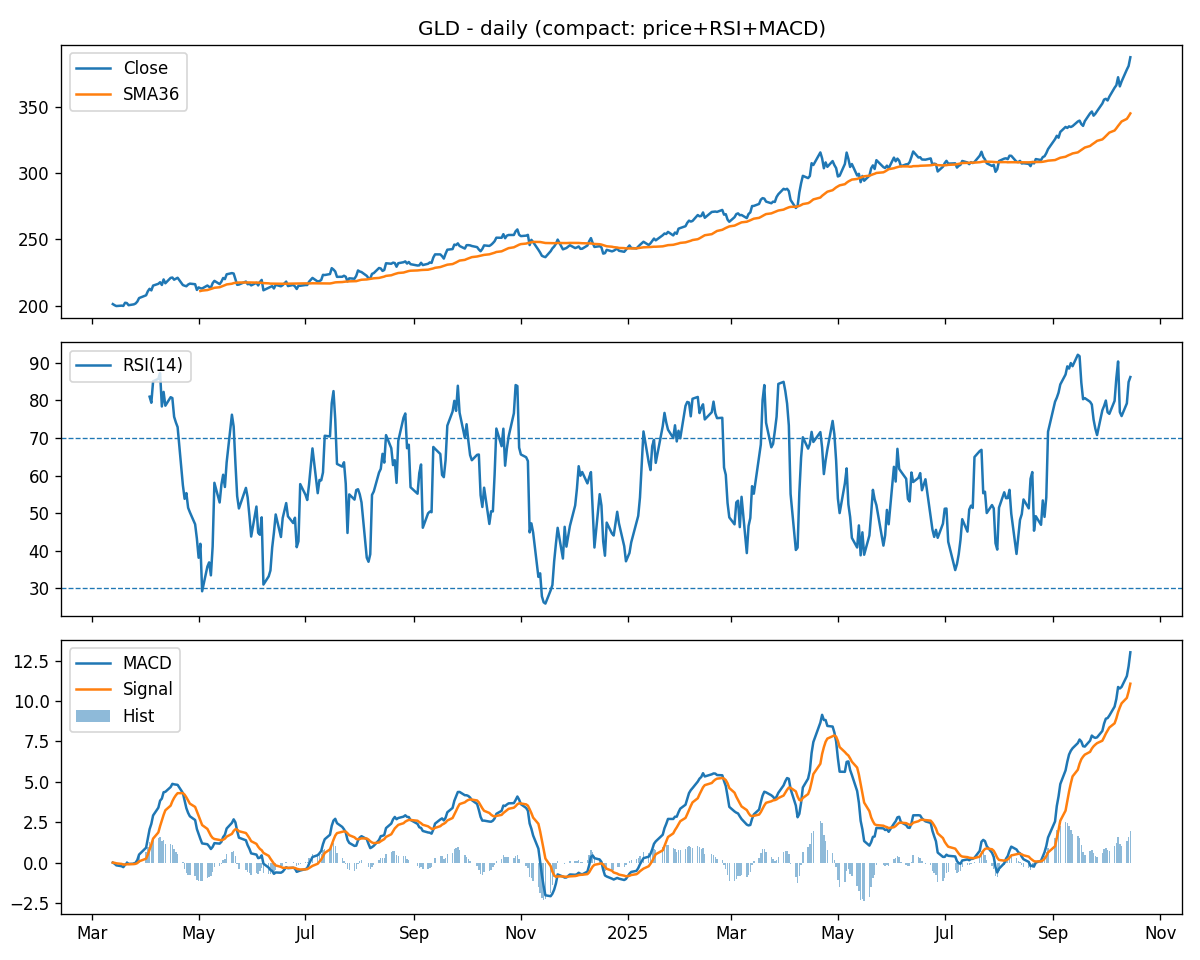 GLD - daily (compact: price+RSI+MACD)
Close
SMA36
350
300
250
200
RSI(14)
90
80
70
60
50
40
30
MACD
Signal
Hist
12.5
10.0
7.5
5.0
2.5
0.0
−2.5
Mar May Jul Sep Nov 2025 Mar May Jul Sep Nov